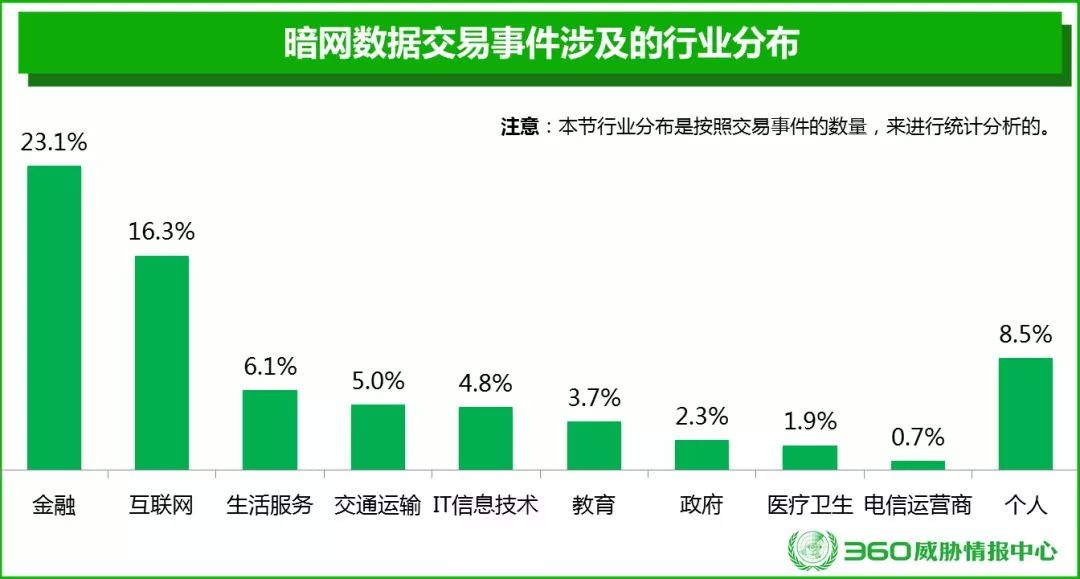 暗网数据交易事件涉及的行业分布
注意：本节行业分布是按照交易事件的数量，来进行统计分析的。
23.1%
16.3%
6.1%
5.0%
4.8%
3.7%
2.3%
1.9%
0.7%
8.5%
金融
互联网
生活服务
交通运输
IT信息技术
教育
政府
医疗卫生
电信运营商
个人
360威胁情报中心